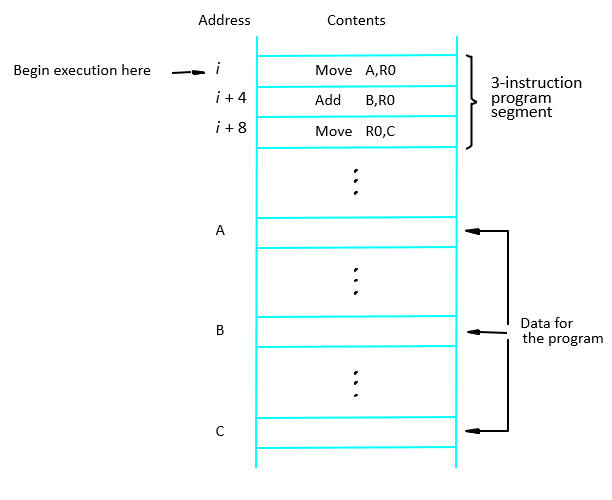 Address Contents
Begin execution here i Move A,R0
i + 4 Add B,R0
i + 8 Move R0,C
3-instruction
program
segment
A
B
Data for
the program
C